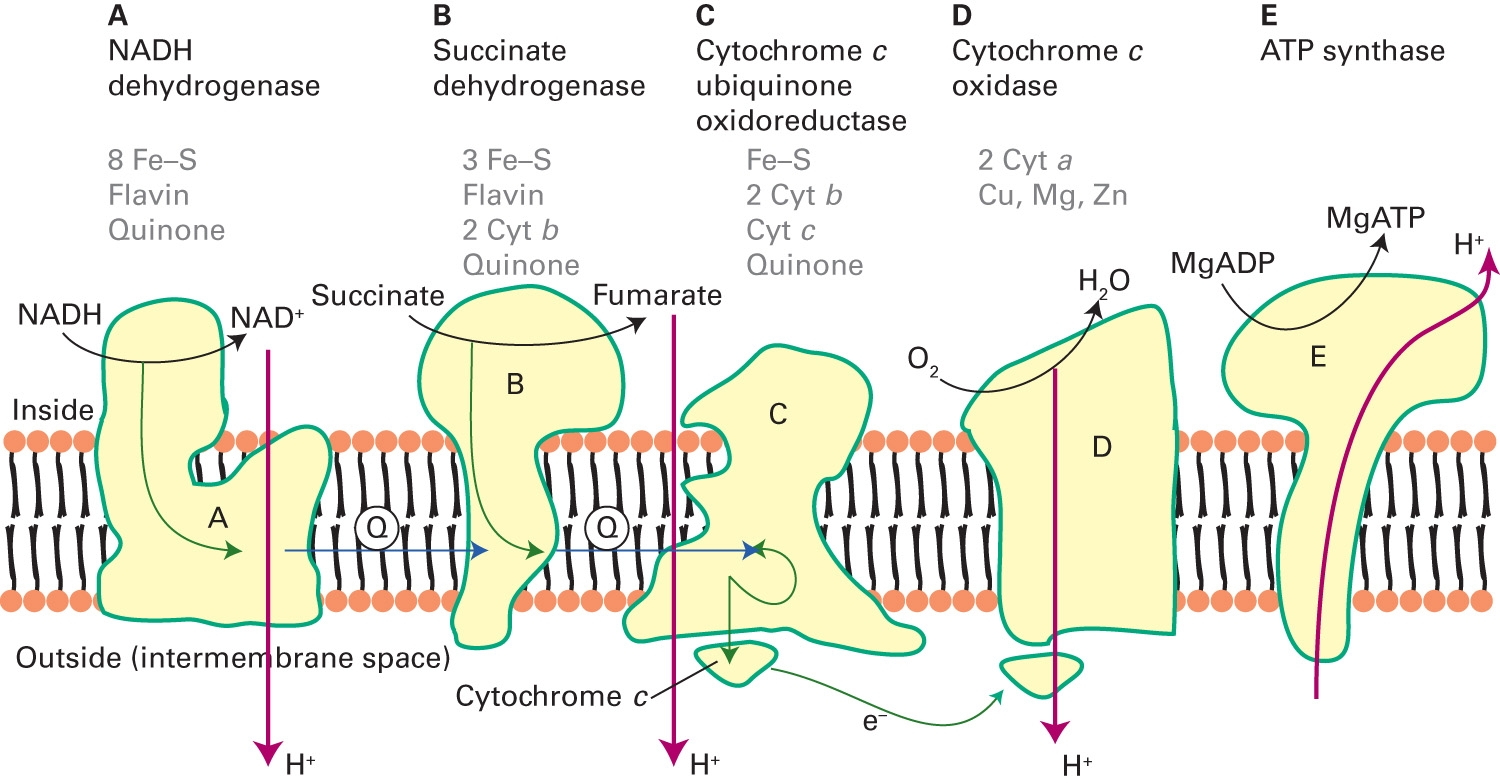 A
NADH
dehydrogenase
8 Fe–S
Flavin
Quinone
B
Succinate
dehydrogenase
3 Fe–S
Flavin
2 Cyt b
Quinone
C
Cytochrome c
ubiquinone
oxidoreductase
Fe–S
2 Cyt b
Cyt c
Quinone
D
Cytochrome c
oxidase
2 Cyt a
Cu, Mg, Zn
E
ATP synthase
NADH
NAD⁺
Succinate
Fumarate
O₂
H₂O
MgADP
MgATP
H⁺
Inside
A
B
C
D
E
Q
Q
Outside (intermembrane space)
Cytochrome c
e⁻
H⁺
H⁺
H⁺